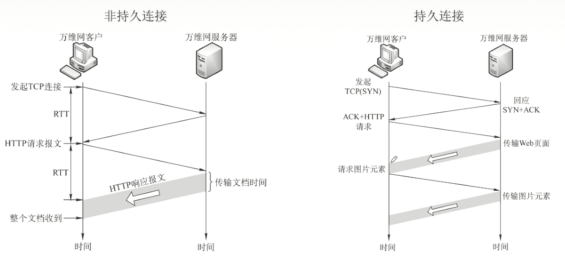 非持久连接
万维网客户
万维网服务器
发起TCP连接
RTT
HTTP请求报文
RTT
HTTP响应报文
传输文档时间
整个文档收到
时间
时间
持久连接
万维网客户
万维网服务器
发起
TCP(SYN)
回应
SYN+ACK
ACK+HTTP
请求
传输Web页面
请求图片元素
传输图片元素
时间
时间